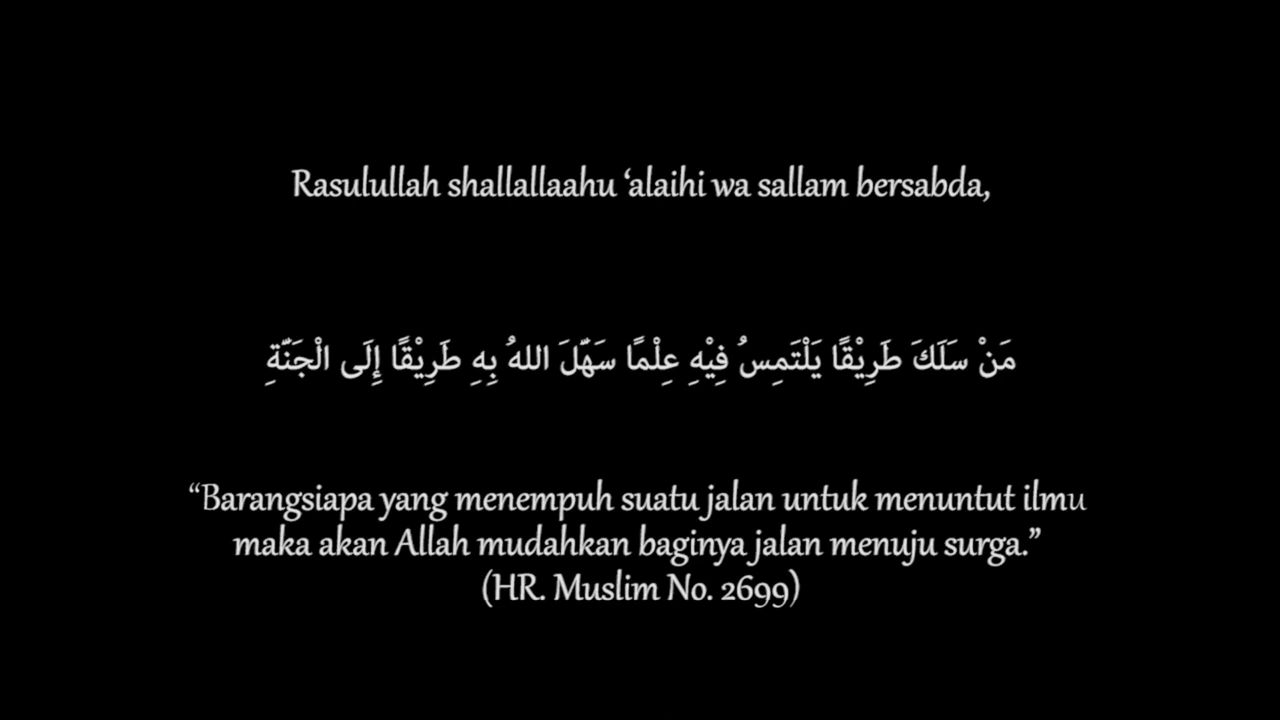 Rasulullah shallallaahu ‘alaihi wa sallam bersabda,
مَنْ سَلَكَ طَرِيْقًا يَلْتَمِسُ فِيْهِ عِلْمًا سَهَّلَ اللهُ بِهِ طَرِيْقًا إِلَى الْجَنَّةِ
“Barangsiapa yang menempuh suatu jalan untuk menuntut ilmu
maka akan Allah mudahkan baginya jalan menuju surga.”
(HR. Muslim No. 2699)